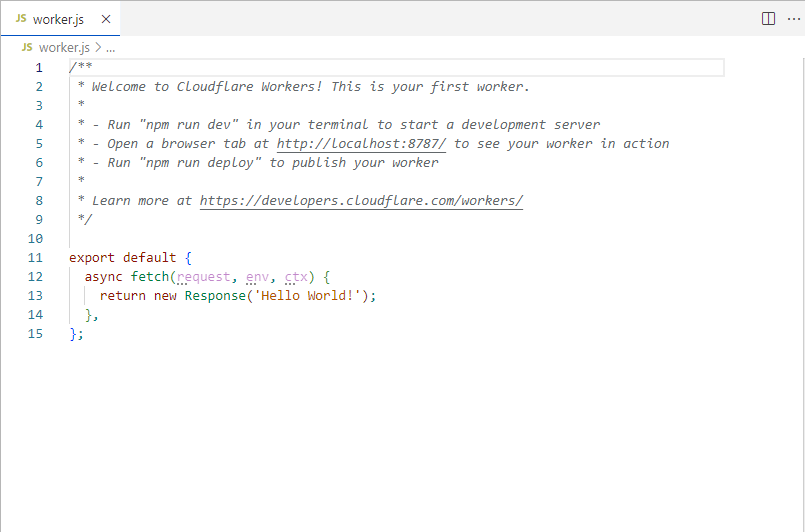 JS worker.js ×
JS worker.js > ...
1 /**
2  * Welcome to Cloudflare Workers! This is your first worker.
3  *
4  * - Run "npm run dev" in your terminal to start a development server
5  * - Open a browser tab at http://localhost:8787/ to see your worker in action
6  * - Run "npm run deploy" to publish your worker
7  *
8  * Learn more at https://developers.cloudflare.com/workers/
9  */
10
11 export default {
12   async fetch(request, env, ctx) {
13     return new Response('Hello World!');
14   },
15 };